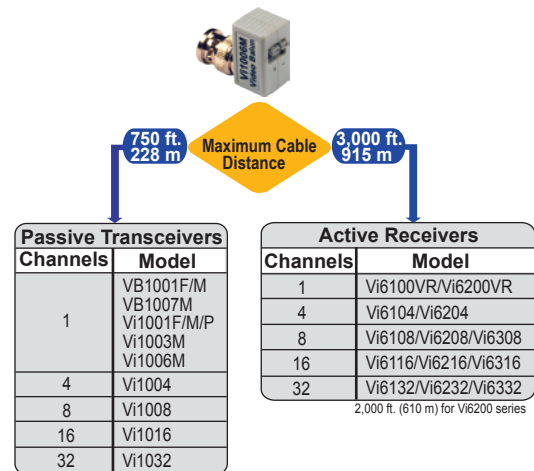 Vi1006M
Video Balun
750 ft.
228 m
Maximum Cable
Distance
3,000 ft.
915 m
Passive Transceivers
Channels Model
1
VB1001F/M
VB1007M
Vi1001F/M/P
Vi1003M
Vi1006M
4 Vi1004
8 Vi1008
16 Vi1016
32 Vi1032
Active Receivers
Channels Model
1 Vi6100VR/Vi6200VR
4 Vi6104/Vi6204
8 Vi6108/Vi6208/Vi6308
16 Vi6116/Vi6216/Vi6316
32 Vi6132/Vi6232/Vi6332
2,000 ft. (610 m) for Vi6200 series